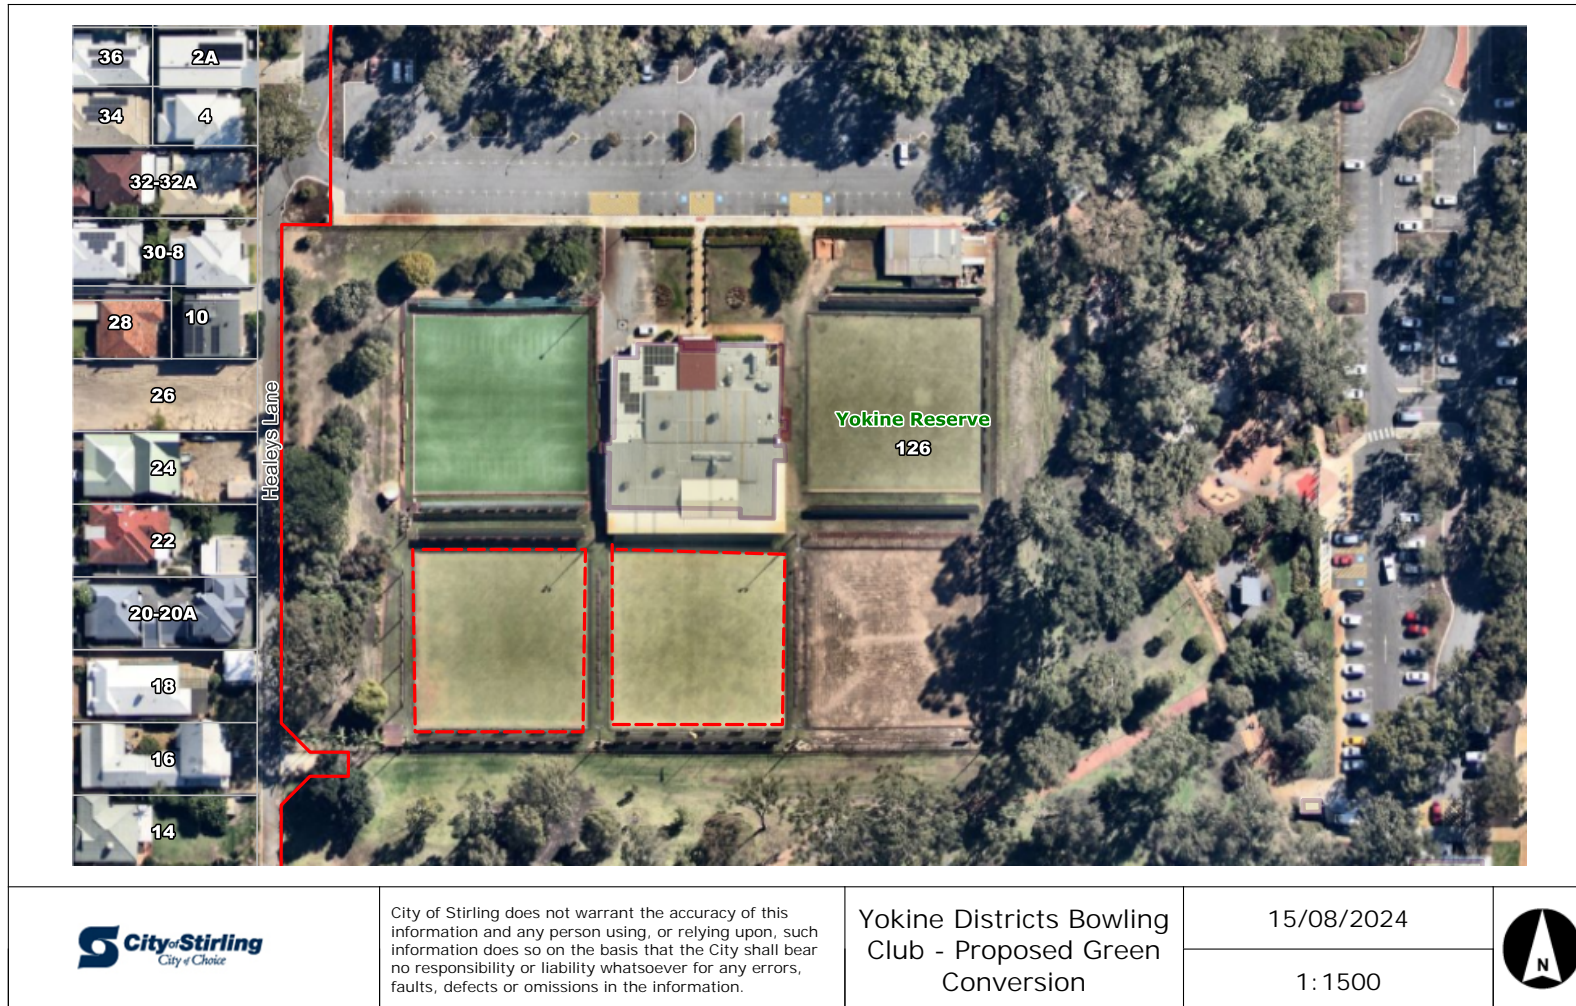 36
2A
34
4
32-32A
30-8
28
10
26
Healeys Lane
24
22
20-20A
18
16
14
Yokine Reserve
126
City of Stirling
City of Choice
City of Stirling does not warrant the accuracy of this
information and any person using, or relying upon, such
information does so on the basis that the City shall bear
no responsibility or liability whatsoever for any errors,
faults, defects or omissions in the information.
Yokine Districts Bowling
Club - Proposed Green
Conversion
15/08/2024
1:1500
N